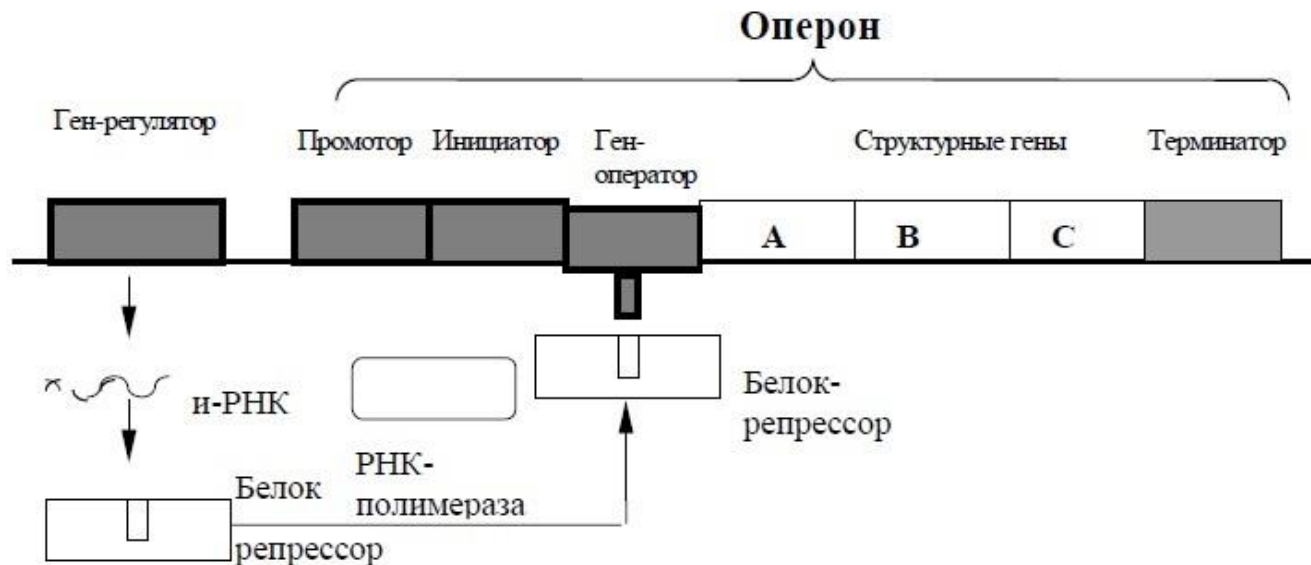 Оперон
Ген-регулятор
Промотор
Инициатор
Ген-
оператор
Структурные гены
Терминатор
А
В
С
и-РНК
Белок-
репрессор
РНК-
полимераза
Белок
репрессор